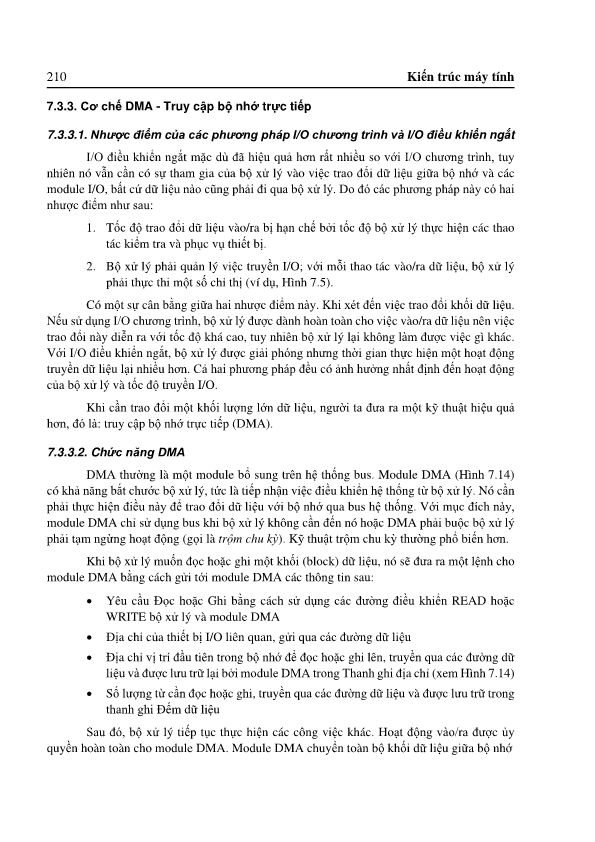 210 Kiến trúc máy tính
7.3.3. Cơ chế DMA - Truy cập bộ nhớ trực tiếp
7.3.3.1. Nhược điểm của các phương pháp I/O chương trình và I/O điều khiển ngắt
I/O điều khiển ngắt mặc dù đã hiệu quả hơn rất nhiều so với I/O chương trình, tuy
nhiên nó vẫn cần có sự tham gia của bộ xử lý vào việc trao đổi dữ liệu giữa bộ nhớ và các
module I/O, bất cứ dữ liệu nào cũng phải đi qua bộ xử lý. Do đó các phương pháp này có hai
nhược điểm như sau:
1. Tốc độ trao đổi dữ liệu vào/ra bị hạn chế bởi tốc độ bộ xử lý thực hiện các thao
tác kiểm tra và phục vụ thiết bị.
2. Bộ xử lý phải quản lý việc truyền I/O; với mỗi thao tác vào/ra dữ liệu, bộ xử lý
phải thực thi một số chỉ thị (ví dụ, Hình 7.5).
Có một sự cân bằng giữa hai nhược điểm này. Khi xét đến việc trao đổi khối dữ liệu.
Nếu sử dụng I/O chương trình, bộ xử lý được dành hoàn toàn cho việc vào/ra dữ liệu nên việc
trao đổi này diễn ra với tốc độ khá cao, tuy nhiên bộ xử lý lại không làm được việc gì khác.
Với I/O điều khiển ngắt, bộ xử lý được giải phóng nhưng thời gian thực hiện một hoạt động
truyền dữ liệu lại nhiều hơn. Cả hai phương pháp đều có ảnh hưởng nhất định đến hoạt động
của bộ xử lý và tốc độ truyền I/O.
Khi cần trao đổi một khối lượng lớn dữ liệu, người ta đưa ra một kỹ thuật hiệu quả
hơn, đó là: truy cập bộ nhớ trực tiếp (DMA).
7.3.3.2. Chức năng DMA
DMA thường là một module bổ sung trên hệ thống bus. Module DMA (Hình 7.14)
có khả năng bắt chước bộ xử lý, tức là tiếp nhận việc điều khiển hệ thống từ bộ xử lý. Nó cần
phải thực hiện điều này để trao đổi dữ liệu với bộ nhớ qua bus hệ thống. Với mục đích này,
module DMA chỉ sử dụng bus khi bộ xử lý không cần đến nó hoặc DMA phải buộc bộ xử lý
phải tạm ngừng hoạt động (gọi là trộm chu kỳ). Kỹ thuật trộm chu kỳ thường phổ biến hơn.
Khi bộ xử lý muốn đọc hoặc ghi một khối (block) dữ liệu, nó sẽ đưa ra một lệnh cho
module DMA bằng cách gửi tới module DMA các thông tin sau:
• Yêu cầu Đọc hoặc Ghi bằng cách sử dụng các đường điều khiển READ hoặc
WRITE bộ xử lý và module DMA
• Địa chỉ của thiết bị I/O liên quan, gửi qua các đường dữ liệu
• Địa chỉ vị trí đầu tiên trong bộ nhớ để đọc hoặc ghi lên, truyền qua các đường dữ
liệu và được lưu trữ lại bởi module DMA trong Thanh ghi địa chỉ (xem Hình 7.14)
• Số lượng từ cần đọc hoặc ghi, truyền qua các đường dữ liệu và được lưu trữ trong
thanh ghi Đếm dữ liệu
Sau đó, bộ xử lý tiếp tục thực hiện các công việc khác. Hoạt động vào/ra được ủy
quyền hoàn toàn cho module DMA. Module DMA chuyển toàn bộ khối dữ liệu giữa bộ nhớ